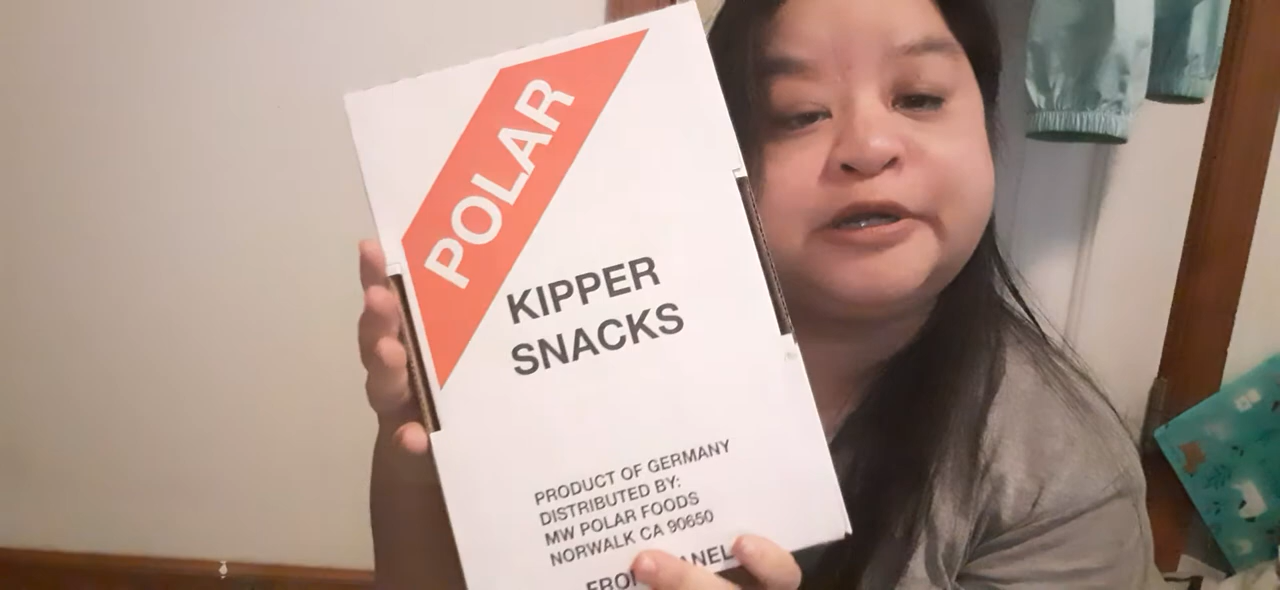 POLAR
KIPPER
SNACKS
PRODUCT OF GERMANY
DISTRIBUTED BY:
MW POLAR FOODS
NORWALK CA 90650